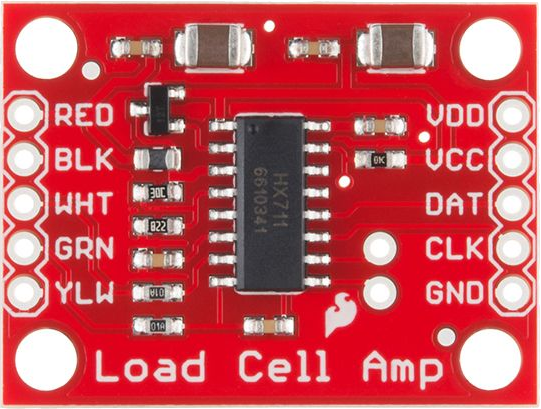 RED
BLK
WHT
GRN
YLW
VDD
VCC
DAT
CLK
GND
HX711
6610341
30C
822
01A
01A
0K
Load Cell Amp